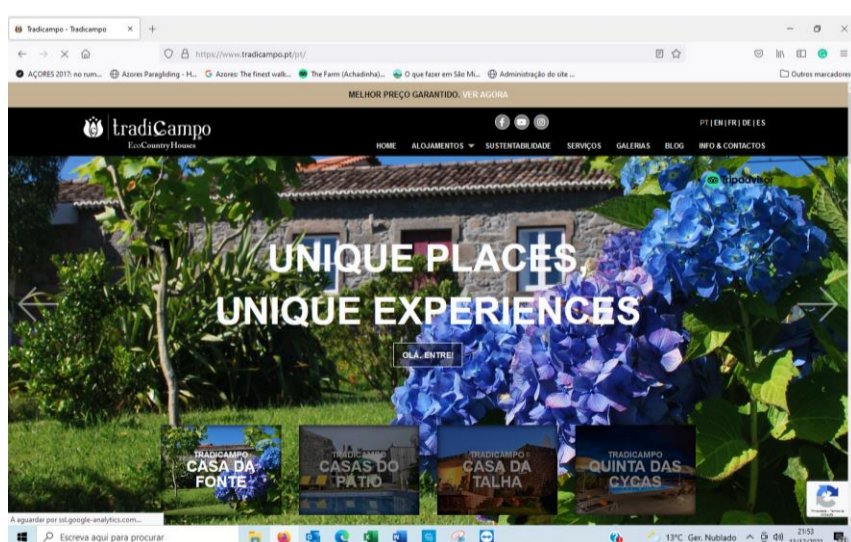 Tradicampo - Tradicampo
https://www.tradicampo.pt/pt/
AÇORES 2017: no rum... Azores Paragliding - H... Azores: The finest walk... The Farm (Achadinha)... O que fazer em São Mi... Administração do site ... Outros marcadores
MELHOR PREÇO GARANTIDO. VER AGORA
tradiCampo
EcoCountryHouses
PT | EN | FR | DE | ES
HOME ALOJAMENTOS SUSTENTABILIDADE SERVIÇOS GALERIAS BLOG INFO & CONTACTOS
Tripadvisor
UNIQUE PLACES,
UNIQUE EXPERIENCES
OLÁ, ENTRE!
TRADICAMPO
CASA DA
FONTE
TRADICAMPO
CASAS DO
PÁTIO
TRADICAMPO
CASA DA
TALHA
TRADICAMPO
QUINTA DAS
CYCAS
A aguardar por ssl.google-analytics.com...
Escreva aqui para procurar
13°C Ger. Nublado
21:53